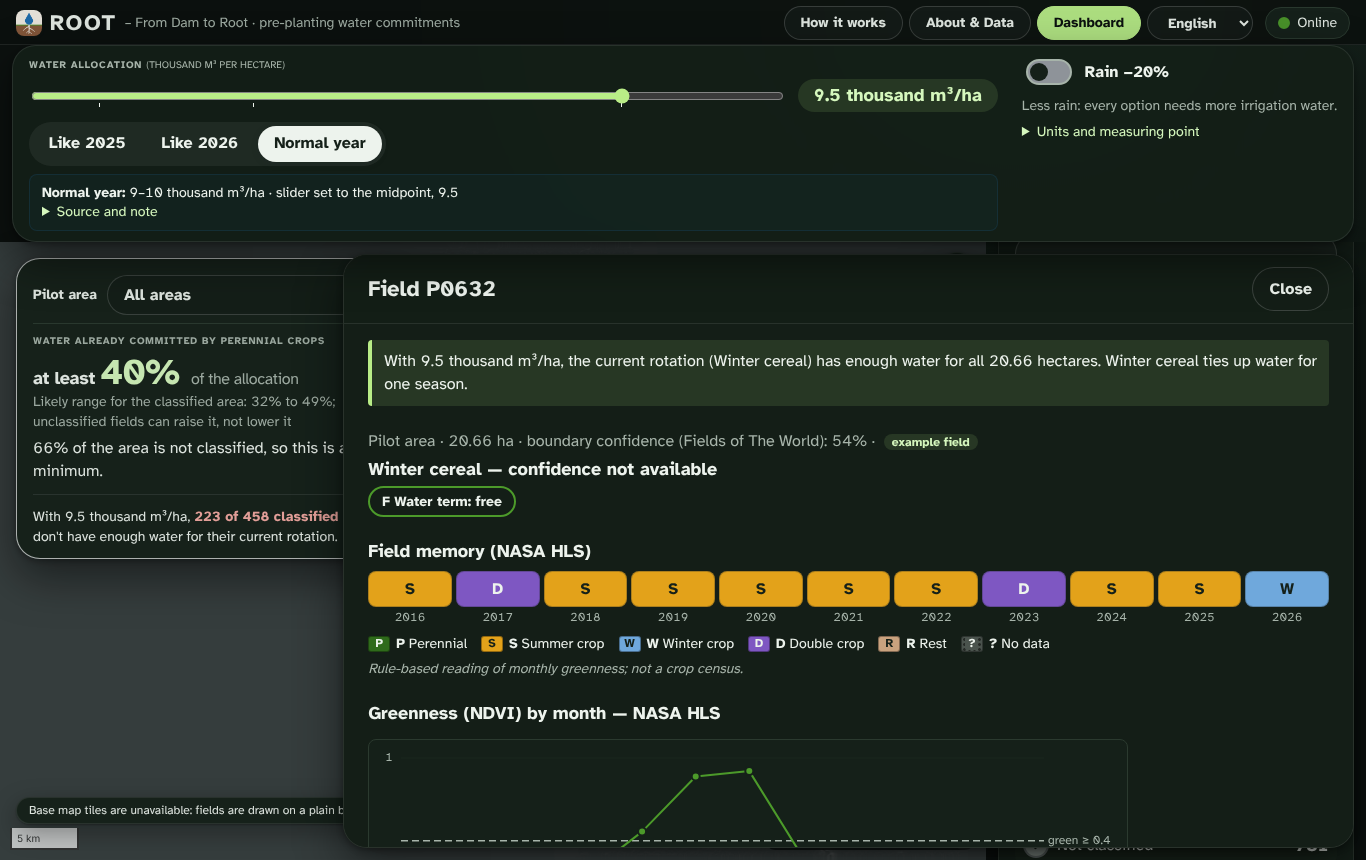 ROOT – From Dam to Root · pre-planting water commitments
How it works
About & Data
Dashboard
English
Online
WATER ALLOCATION (THOUSAND M³ PER HECTARE)
9.5 thousand m³/ha
Like 2025
Like 2026
Normal year
Normal year: 9–10 thousand m³/ha · slider set to the midpoint, 9.5
Source and note
Rain −20%
Less rain: every option needs more irrigation water.
Units and measuring point
Pilot area
All areas
WATER ALREADY COMMITTED BY PERENNIAL CROPS
at least 40% of the allocation
Likely range for the classified area: 32% to 49%;
unclassified fields can raise it, not lower it
66% of the area is not classified, so this is a
minimum.
With 9.5 thousand m³/ha, 223 of 458 classified
don't have enough water for their current rotation.
Base map tiles are unavailable: fields are drawn on a plain
5 km
Field P0632
Close
With 9.5 thousand m³/ha, the current rotation (Winter cereal) has enough water for all 20.66 hectares. Winter cereal ties up water for
one season.
Pilot area · 20.66 ha · boundary confidence (Fields of The World): 54% · example field
Winter cereal — confidence not available
F Water term: free
Field memory (NASA HLS)
S D S S S S S D S S W
2016 2017 2018 2019 2020 2021 2022 2023 2024 2025 2026
P P Perennial S S Summer crop W W Winter crop D D Double crop R R Rest ? ? No data
Rule-based reading of monthly greenness; not a crop census.
Greenness (NDVI) by month — NASA HLS
1
green ≥ 0.4